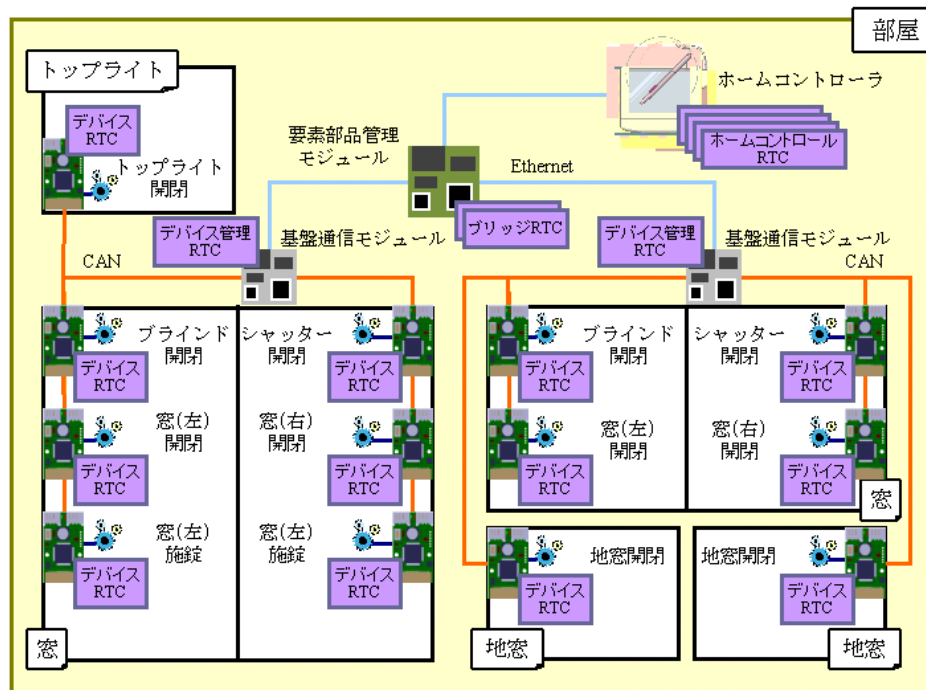 部屋
トップライト
デバイス
RTC
トップライト
開閉
ホームコントローラ
ホームコントロール
RTC
要素部品管理
モジュール
Ethernet
ブリッジRTC
デバイス管理
RTC
基盤通信モジュール
デバイス管理
RTC
基盤通信モジュール
CAN
CAN
ブラインド
開閉
デバイス
RTC
シャッター
開閉
デバイス
RTC
窓(左)
開閉
デバイス
RTC
窓(右)
開閉
デバイス
RTC
窓(左)
施錠
デバイス
RTC
窓(左)
施錠
デバイス
RTC
窓
ブラインド
開閉
デバイス
RTC
シャッター
開閉
デバイス
RTC
窓(左)
開閉
デバイス
RTC
窓(右)
開閉
デバイス
RTC
窓
地窓開閉
デバイス
RTC
地窓
地窓開閉
デバイス
RTC
地窓